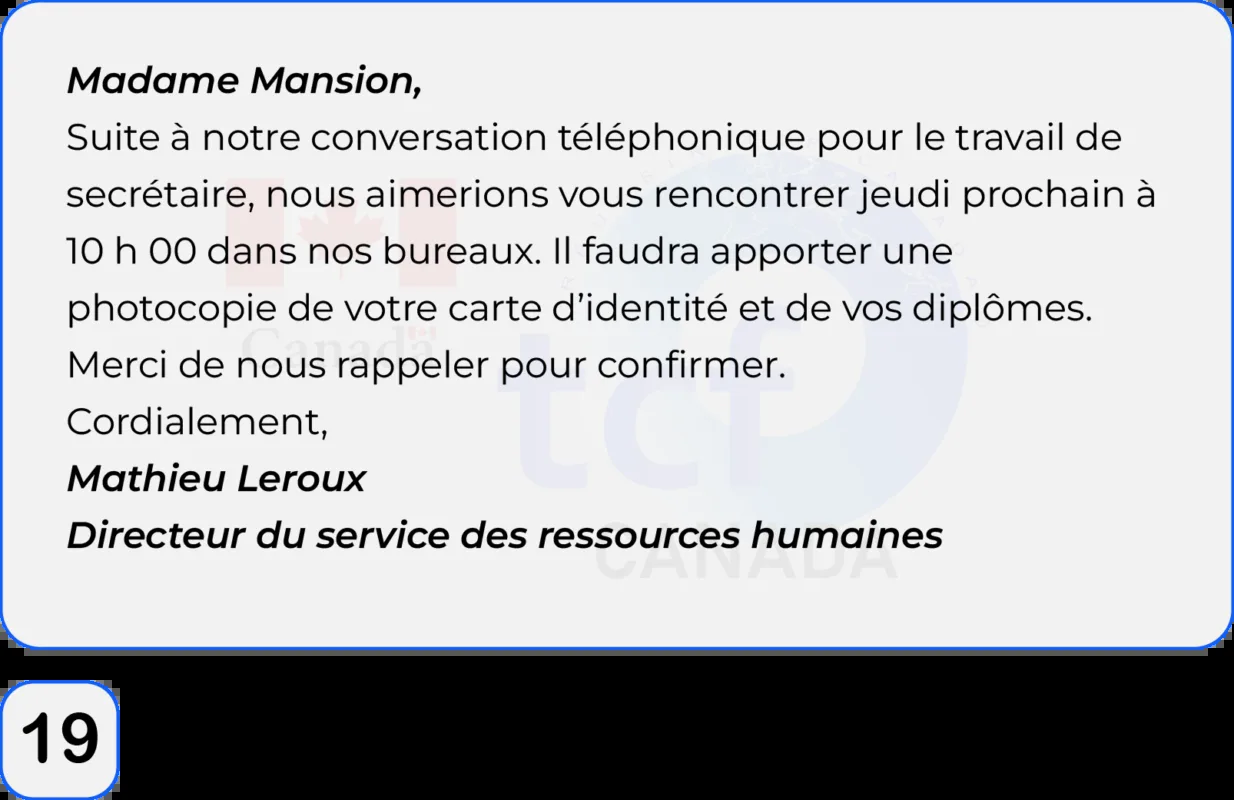 Madame Mansion,
Suite à notre conversation téléphonique pour le travail de
secrétaire, nous aimerions vous rencontrer jeudi prochain à
10 h 00 dans nos bureaux. Il faudra apporter une
photocopie de votre carte d’identité et de vos diplômes.
Merci de nous rappeler pour confirmer.
Cordialement,
Mathieu Leroux
Directeur du service des ressources humaines
Canada
tcf
CANADA
19